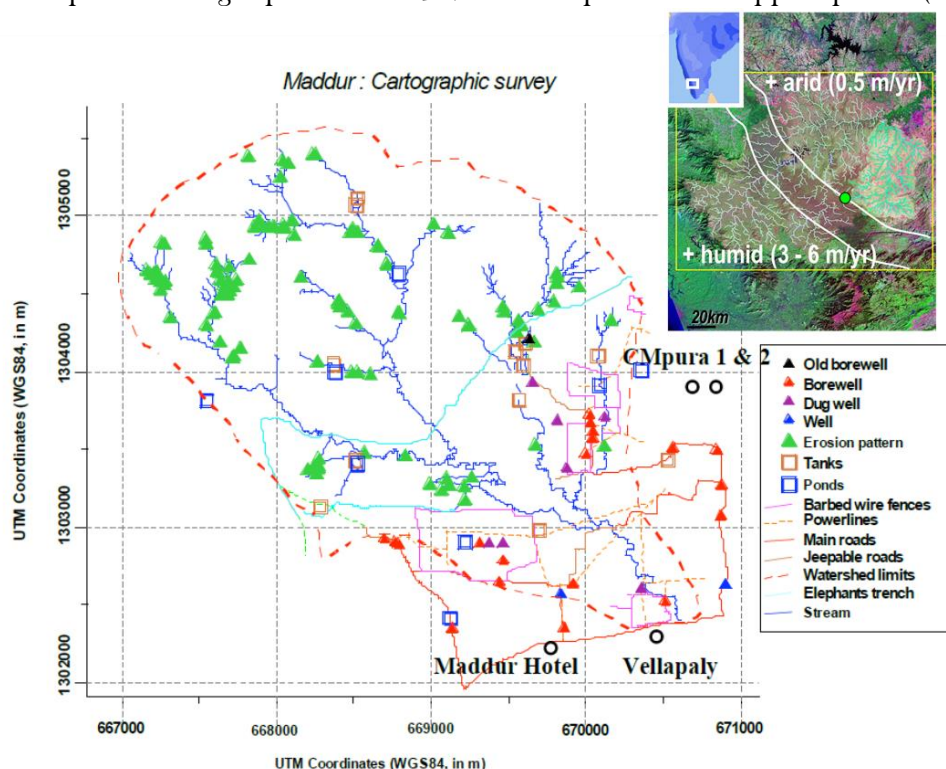 Maddur : Cartographic survey
+ arid (0.5 m/yr)
+ humid (3 - 6 m/yr)
20km
UTM Coordinates (WGS84, in m)
1305000
1304000
1303000
1302000
CMpura 1 & 2
Maddur Hotel
Vellapaly
Old borewell
Borewell
Dug well
Well
Erosion pattern
Tanks
Ponds
Barbed wire fences
Powerlines
Main roads
Jeepable roads
Watershed limits
Elephants trench
Stream
667000
668000
669000
670000
671000
UTM Coordinates (WGS84, in m)